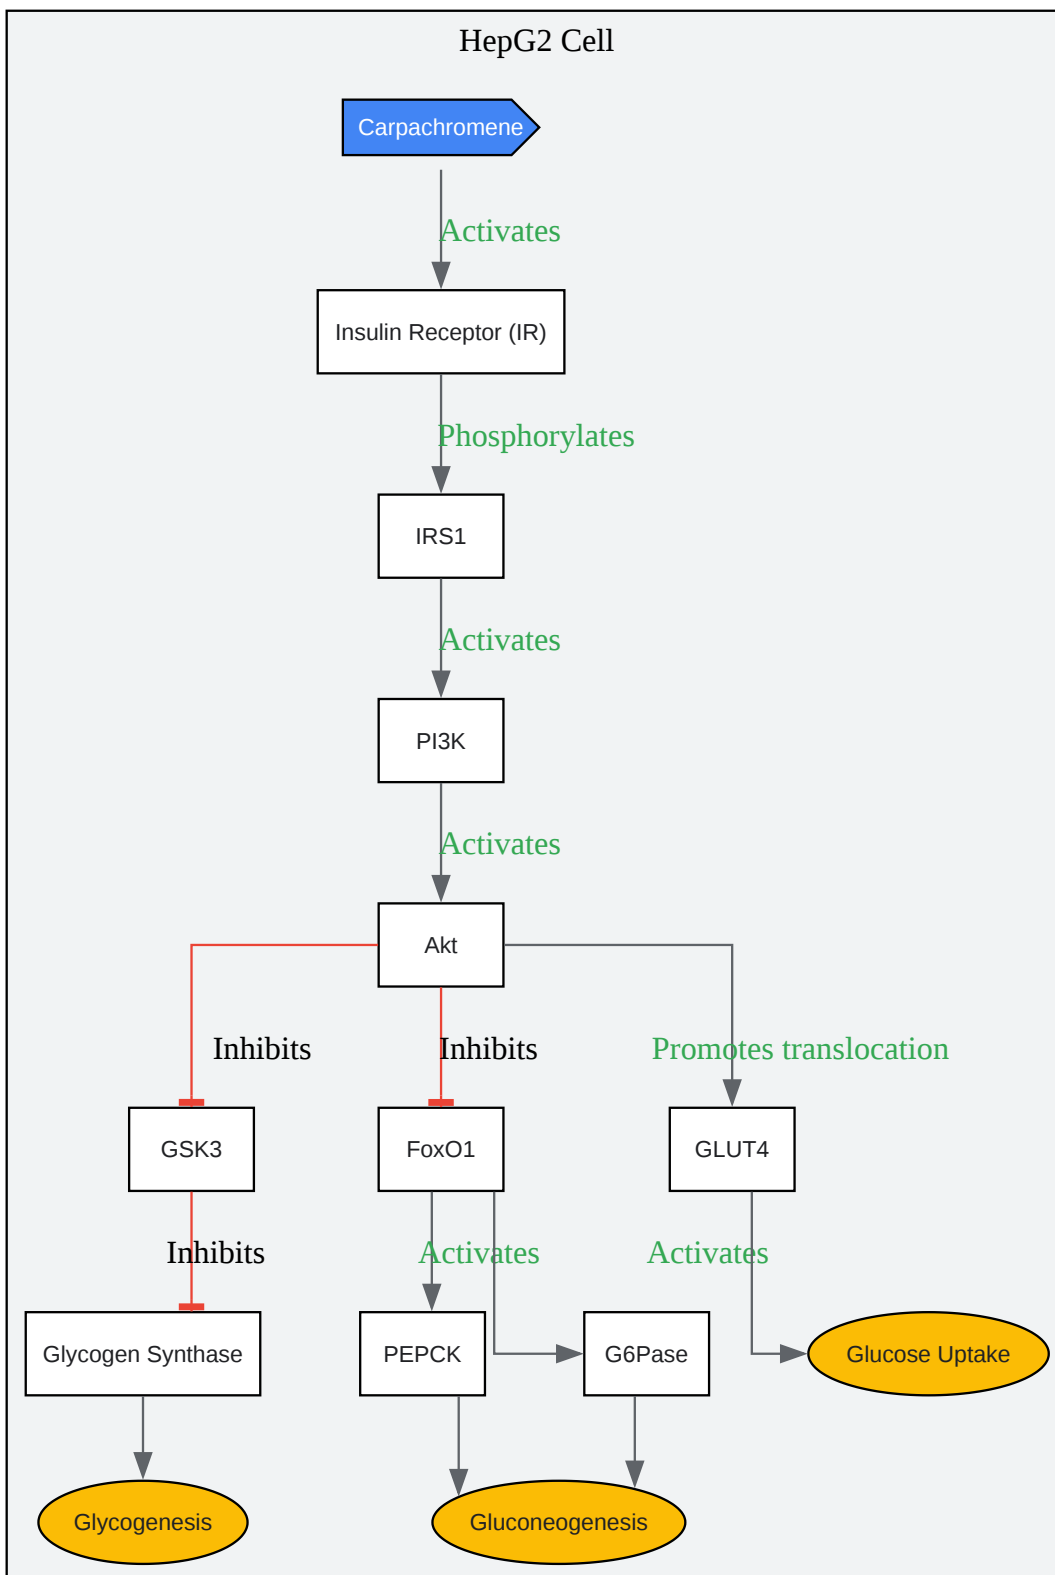 HepG2 Cell
Carpachromene
Activates
Insulin Receptor (IR)
Phosphorylates
IRS1
Activates
PI3K
Activates
Akt
Inhibits
Inhibits
Promotes translocation
GSK3
FoxO1
GLUT4
Inhibits
Activates
Activates
Glycogen Synthase
PEPCK
G6Pase
Glucose Uptake
Glycogenesis
Gluconeogenesis